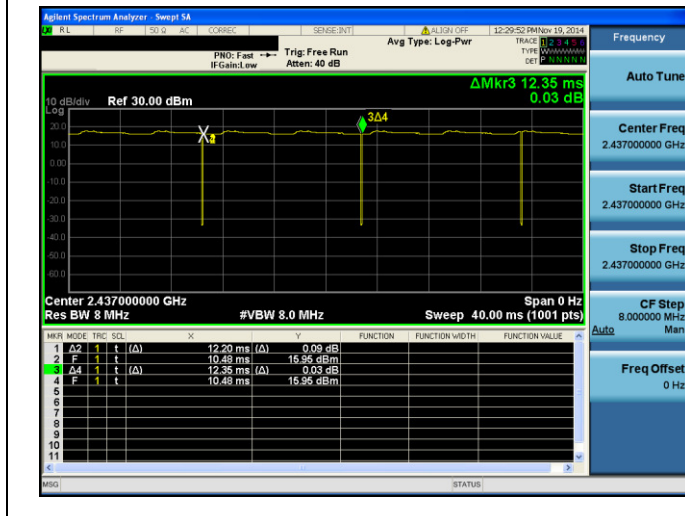 Agilent Spectrum Analyzer - Swept SA
RL RF 50 Ω AC CORREC SENSE:INT ALIGN OFF 12:29:52 PM Nov 19, 2014
Avg Type: Log-Pwr TRACE 1 2 3 4 5 6
PNO: Fast Trig: Free Run TYPE W
IFGain:Low Atten: 40 dB DET P N N N N N
Frequency
Auto Tune
Center Freq
2.437000000 GHz
Start Freq
2.437000000 GHz
Stop Freq
2.437000000 GHz
CF Step
8.000000 MHz
Auto Man
Freq Offset
0 Hz
ΔMkr3 12.35 ms
0.03 dB
10 dB/div Ref 30.00 dBm
Log
20.0
10.0
0.00
-10.0
-20.0
-30.0
-40.0
-50.0
-60.0
3Δ4
Center 2.437000000 GHz Span 0 Hz
Res BW 8 MHz #VBW 8.0 MHz Sweep 40.00 ms (1001 pts)
MKR MODE TRC SCL X Y FUNCTION FUNCTION WIDTH FUNCTION VALUE
1 Δ2 1 t (Δ) 12.20 ms (Δ) 0.09 dB
2 F 1 t 10.48 ms 15.95 dBm
3 Δ4 1 t (Δ) 12.35 ms (Δ) 0.03 dB
4 F 1 t 10.48 ms 15.95 dBm
5
6
7
8
9
10
11
MSG STATUS